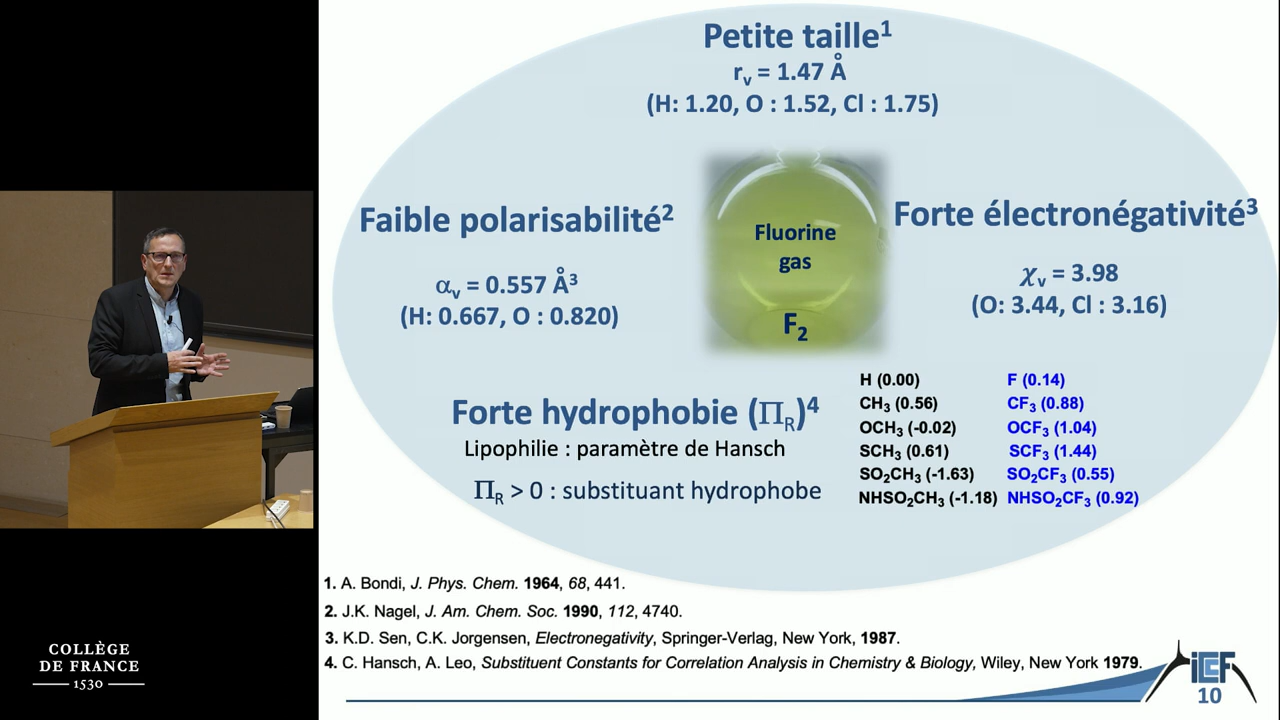 Petite taille¹
rᵥ = 1.47 Å
(H: 1.20, O : 1.52, Cl : 1.75)
Faible polarisabilité²
αᵥ = 0.557 Å³
(H: 0.667, O : 0.820)
Fluorine
gas
F₂
Forte électronégativité³
χᵥ = 3.98
(O: 3.44, Cl : 3.16)
Forte hydrophobie (Πᴿ)⁴
Lipophilie : paramètre de Hansch
Πᴿ > 0 : substituant hydrophobe
H (0.00) F (0.14)
CH₃ (0.56) CF₃ (0.88)
OCH₃ (-0.02) OCF₃ (1.04)
SCH₃ (0.61) SCF₃ (1.44)
SO₂CH₃ (-1.63) SO₂CF₃ (0.55)
NHSO₂CH₃ (-1.18) NHSO₂CF₃ (0.92)
1. A. Bondi, J. Phys. Chem. 1964, 68, 441.
2. J.K. Nagel, J. Am. Chem. Soc. 1990, 112, 4740.
3. K.D. Sen, C.K. Jorgensen, Electronegativity, Springer-Verlag, New York, 1987.
4. C. Hansch, A. Leo, Substituent Constants for Correlation Analysis in Chemistry & Biology, Wiley, New York 1979.
COLLÈGE
DE FRANCE
1530
iCCF
10